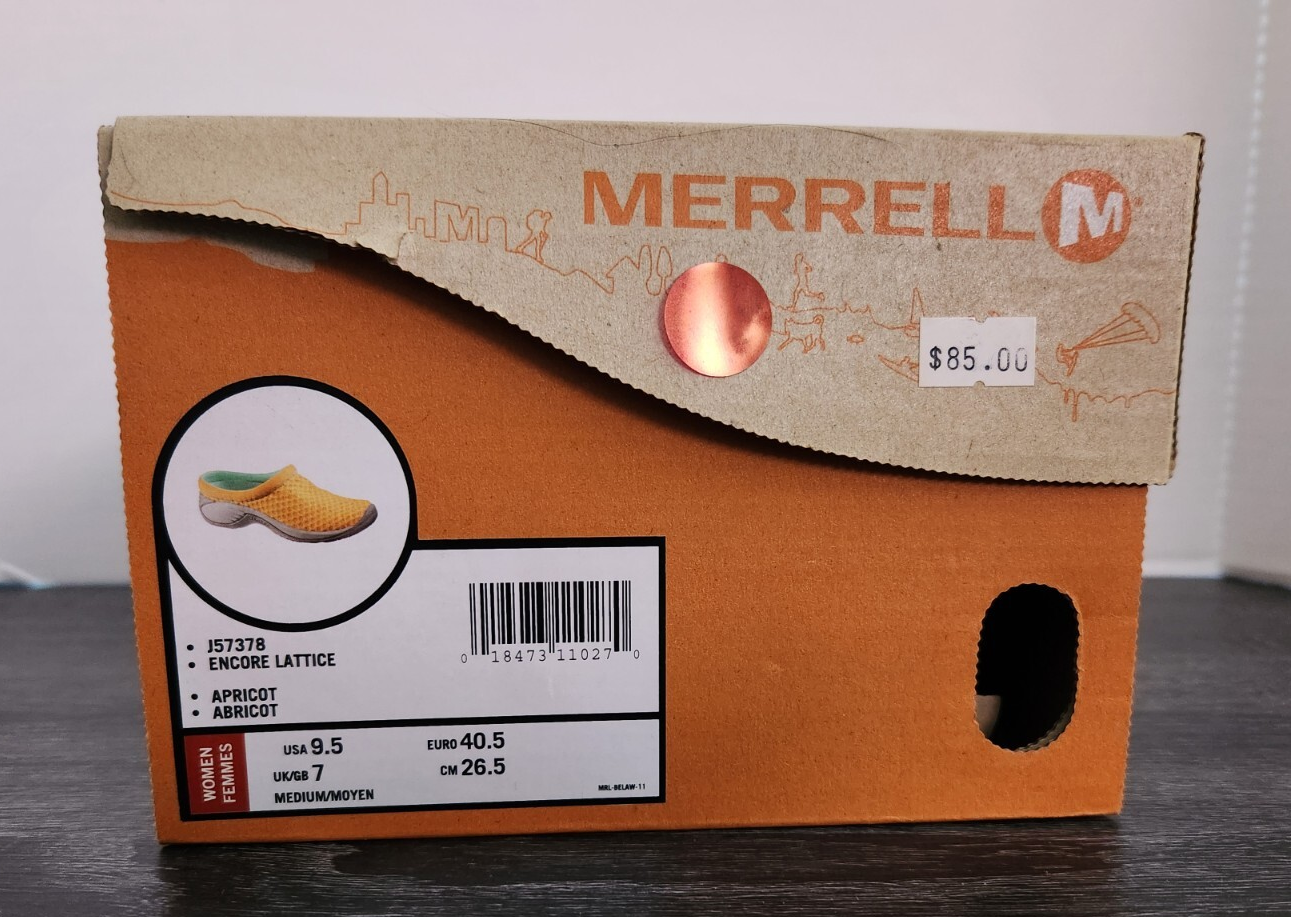 MERRELL M
$85.00
J57378
ENCORE LATTICE
APRICOT
ABRICOT
0 18473 11027 0
WOMEN
FEMMES
USA 9.5 EURO 40.5
UK/GB 7 CM 26.5
MEDIUM/MOYEN MRL-BELAW-11